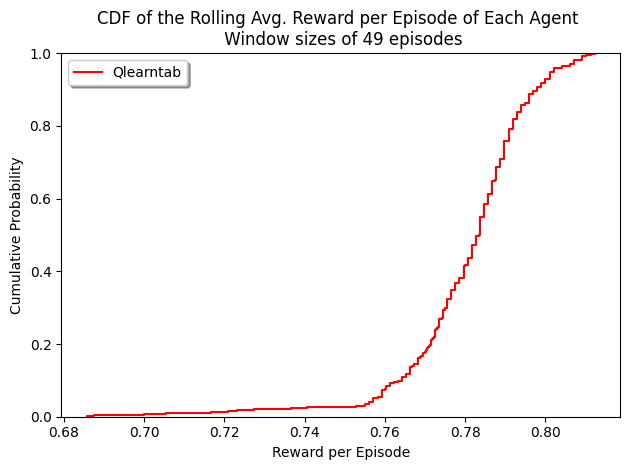 CDF of the Rolling Avg. Reward per Episode of Each Agent
Window sizes of 49 episodes
Qlearntab
Cumulative Probability
1.0
0.8
0.6
0.4
0.2
0.0
0.68 0.70 0.72 0.74 0.76 0.78 0.80
Reward per Episode